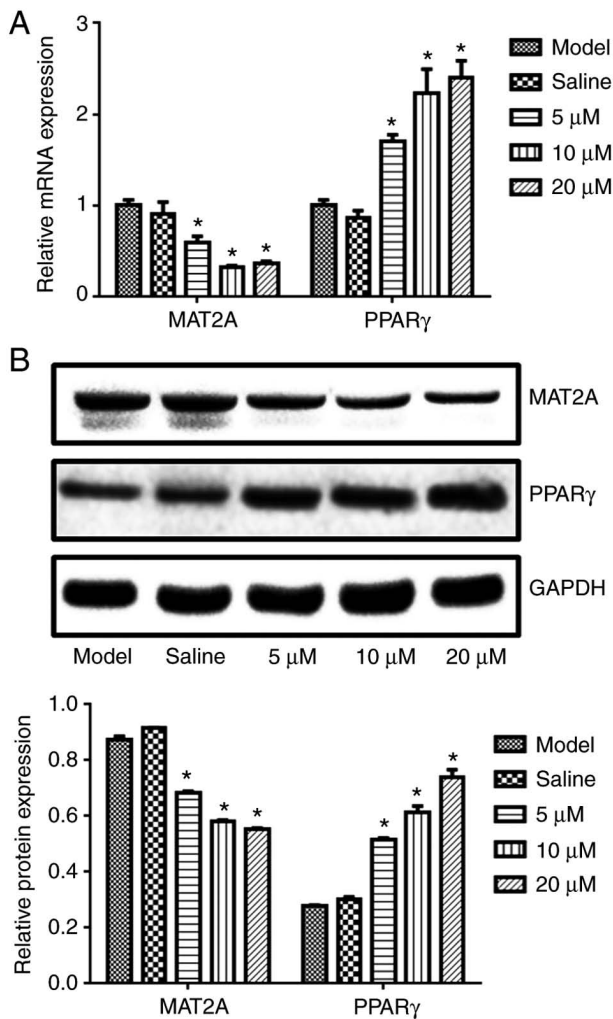 A
Relative mRNA expression
3
2
1
0
* * * * * *
MAT2A PPARγ
Model
Saline
5 μM
10 μM
20 μM
B
MAT2A
PPARγ
GAPDH
Model Saline 5 μM 10 μM 20 μM
Relative protein expression
1.0
0.8
0.6
0.4
0.2
0.0
* * * * * *
MAT2A PPARγ
Model
Saline
5 μM
10 μM
20 μM